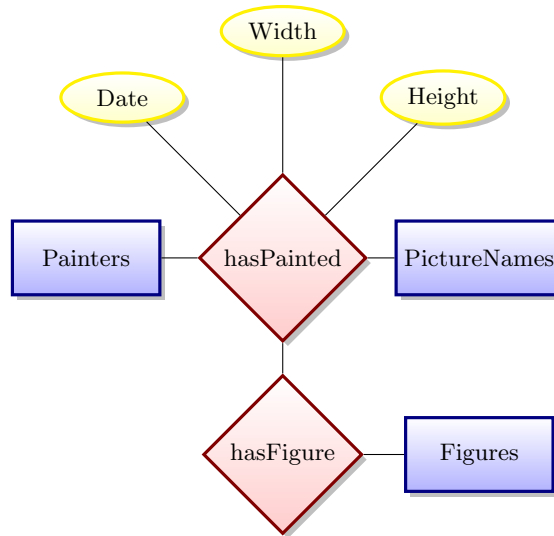 Width
Date
Height
Painters
hasPainted
PictureNames
hasFigure
Figures